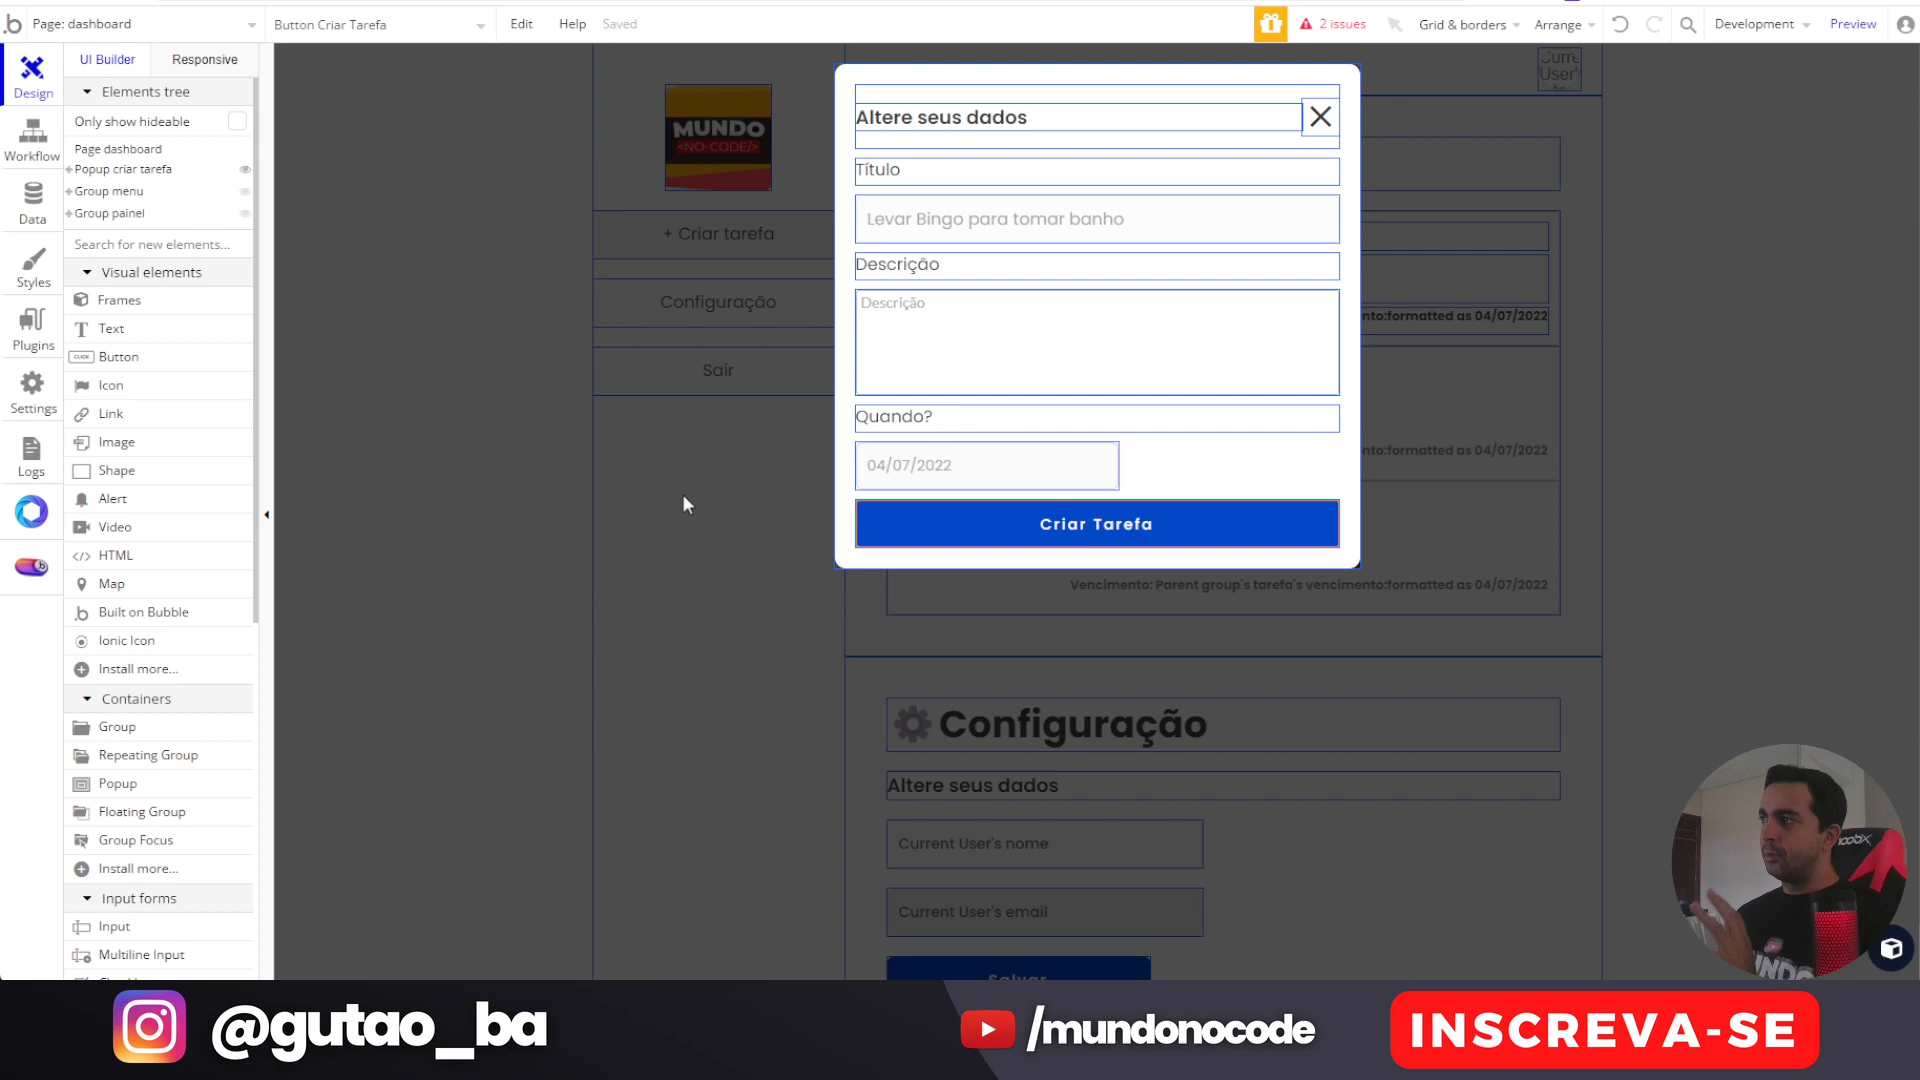 Page: dashboard
Button Criar Tarefa
Edit
Help
Saved
2 issues
Grid & borders
Arrange
Development
Preview
UI Builder
Responsive
Design
Workflow
Data
Styles
Plugins
Settings
Logs
Elements tree
Only show hideable
Page dashboard
Popup criar tarefa
Group menu
Group painel
Search for new elements...
Visual elements
Frames
Text
Button
Icon
Link
Image
Shape
Alert
Video
HTML
Map
Built on Bubble
Ionic Icon
Install more...
Containers
Group
Repeating Group
Popup
Floating Group
Group Focus
Install more...
Input forms
Input
Multiline Input
MUNDO
<NO-CODE/>
+ Criar tarefa
Configuração
Sair
Altere seus dados
Título
Levar Bingo para tomar banho
Descrição
Descrição
Quando?
04/07/2022
Criar Tarefa
Curre
User'
nto:formatted as 04/07/2022
nto:formatted as 04/07/2022
Vencimento: Parent group's tarefa's vencimento:formatted as 04/07/2022
Configuração
Altere seus dados
Current User's nome
Current User's email
Salvar
@gutao_ba
/mundonocode
INSCREVA-SE